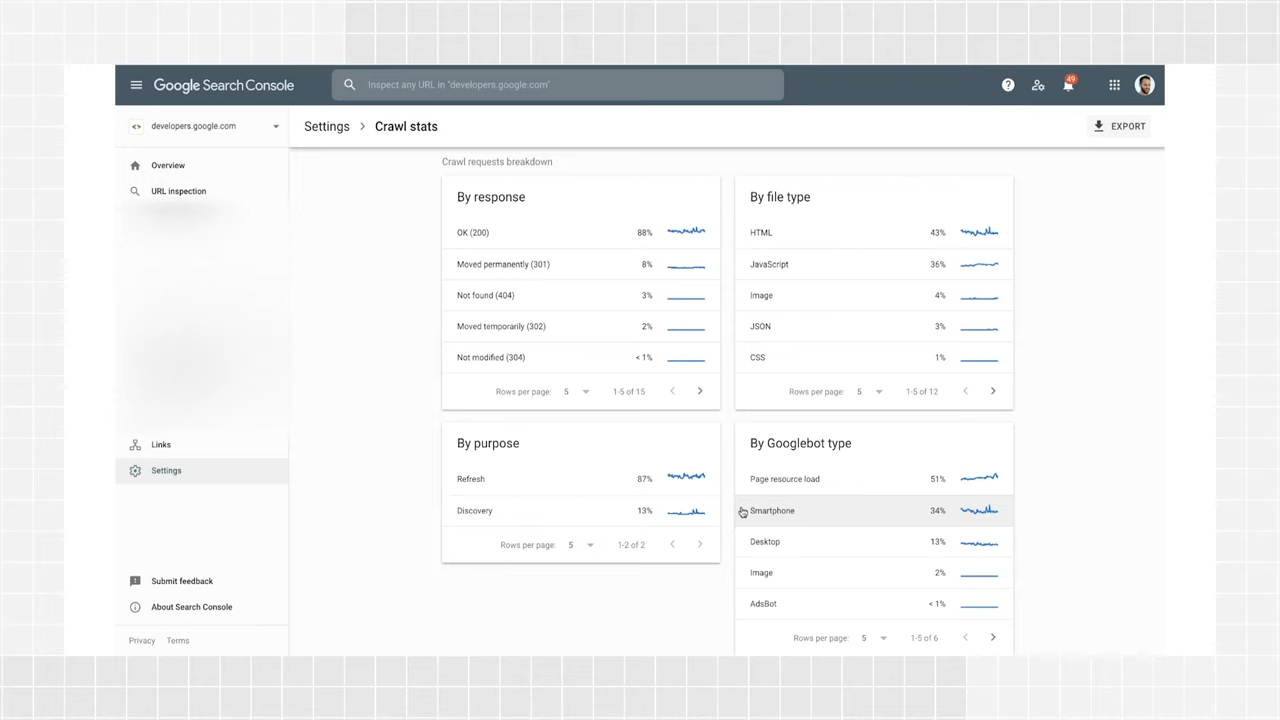 Google Search Console
Inspect any URL in "developers.google.com"
49
<> developers.google.com
Settings > Crawl stats
EXPORT
Overview
URL inspection
Links
Settings
Submit feedback
About Search Console
Privacy Terms
Crawl requests breakdown
By response
OK (200) 88%
Moved permanently (301) 8%
Not found (404) 3%
Moved temporarily (302) 2%
Not modified (304) < 1%
Rows per page: 5 1-5 of 15
By file type
HTML 43%
JavaScript 36%
Image 4%
JSON 3%
CSS 1%
Rows per page: 5 1-5 of 12
By purpose
Refresh 87%
Discovery 13%
Rows per page: 5 1-2 of 2
By Googlebot type
Page resource load 51%
Smartphone 34%
Desktop 13%
Image 2%
AdsBot < 1%
Rows per page: 5 1-5 of 6